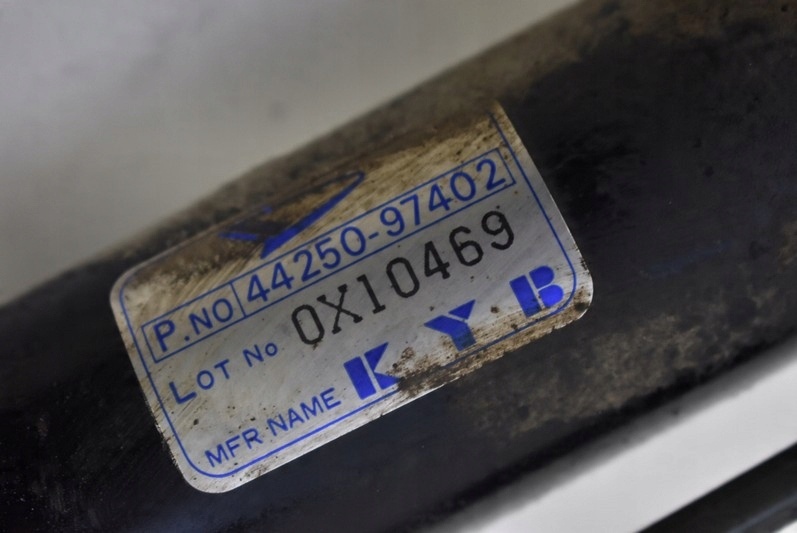 P.NO 44250-97402
LOT No 0X10469
MFR NAME KYB